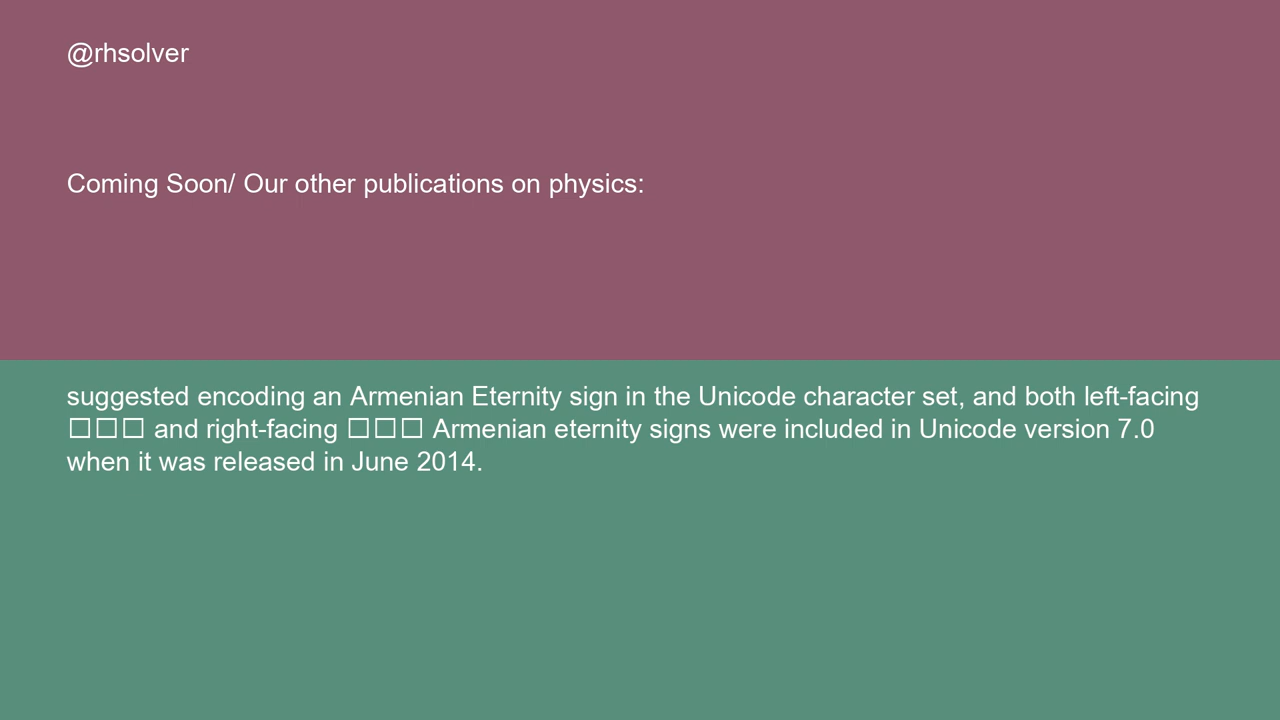 @rhsolver
Coming Soon/ Our other publications on physics:
suggested encoding an Armenian Eternity sign in the Unicode character set, and both left-facing
□□□ and right-facing □□□ Armenian eternity signs were included in Unicode version 7.0
when it was released in June 2014.